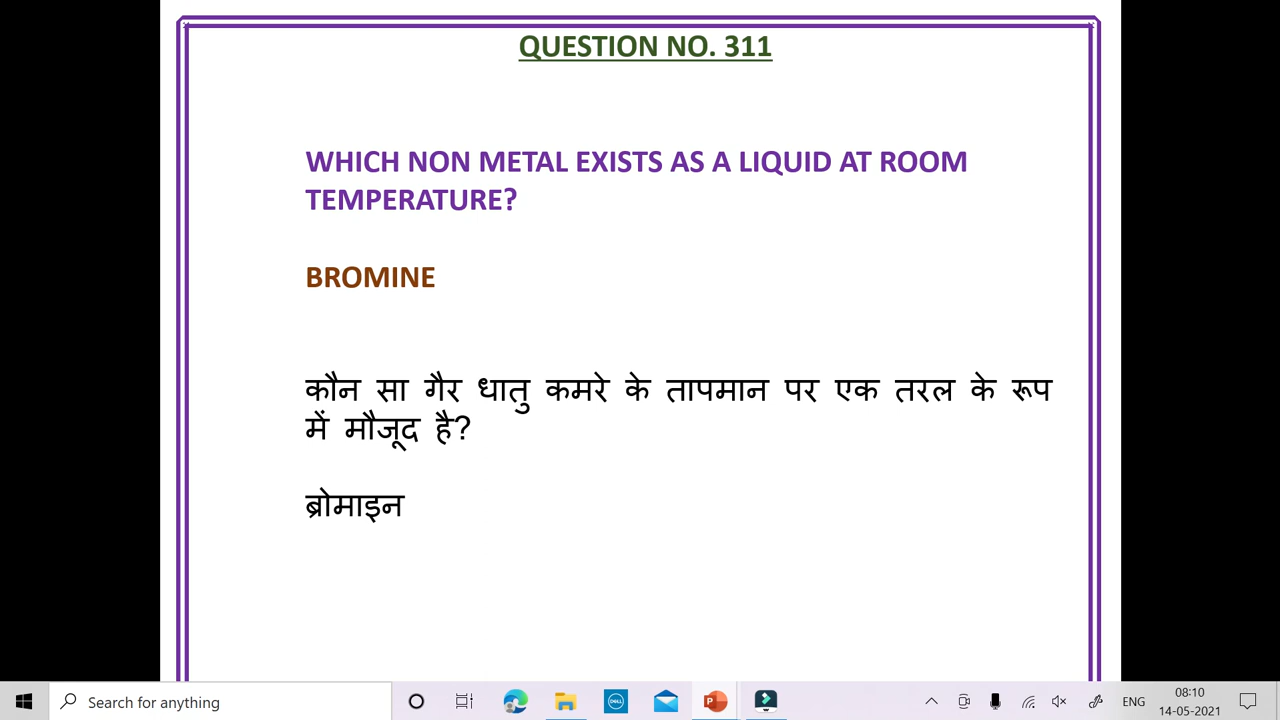 QUESTION NO. 311
WHICH NON METAL EXISTS AS A LIQUID AT ROOM
TEMPERATURE?
BROMINE
कौन सा गैर धातु कमरे के तापमान पर एक तरल के रूप
में मौजूद है?
ब्रोमाइन
Search for anything
DELL
P
ENG
08:10
14-05-2021